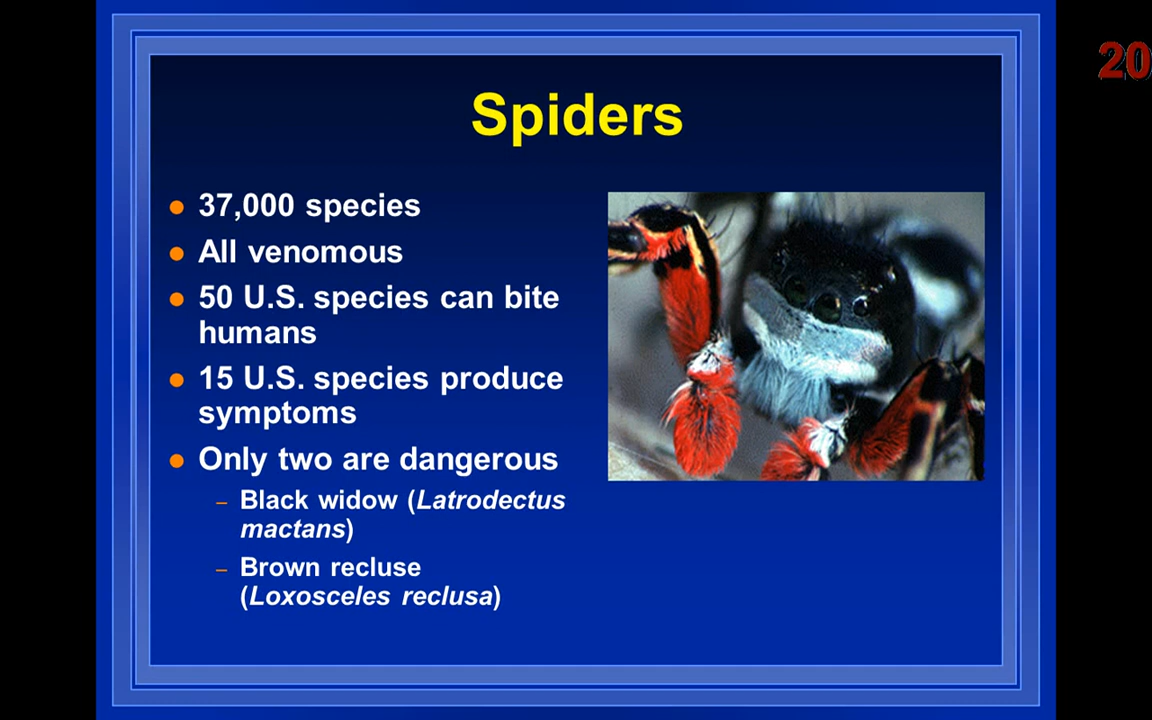 20
Spiders
37,000 species
All venomous
50 U.S. species can bite
humans
15 U.S. species produce
symptoms
Only two are dangerous
– Black widow (Latrodectus
mactans)
– Brown recluse
(Loxosceles reclusa)